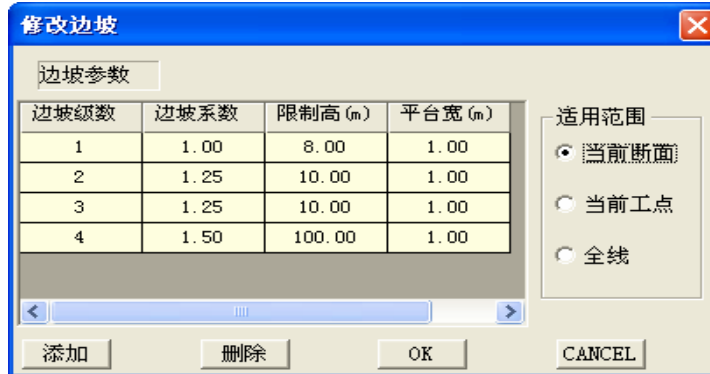 修改边坡
边坡参数
边坡级数 边坡系数 限制高(m) 平台宽(m)
1 1.00 8.00 1.00
2 1.25 10.00 1.00
3 1.25 10.00 1.00
4 1.50 100.00 1.00
适用范围
当前断面
当前工点
全线
添加 删除 OK CANCEL